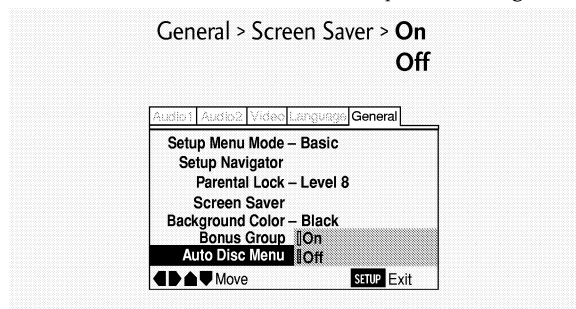 General > Screen Saver > On
Off
Audio1 Audio2 Video Language General
Setup Menu Mode – Basic
Setup Navigator
Parental Lock – Level 8
Screen Saver
Background Color – Black
Bonus Group On
Auto Disc Menu Off
Move SETUP Exit